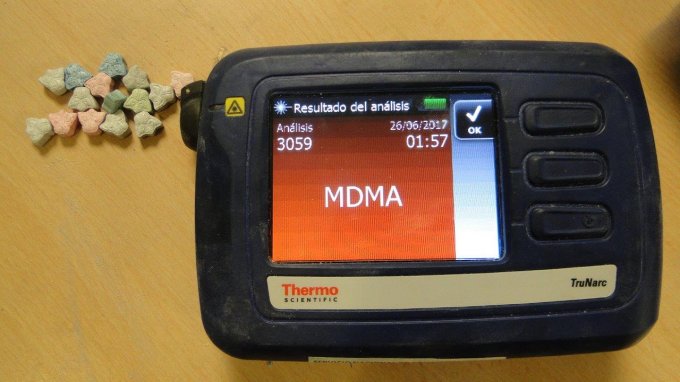 Resultado del análisis
Análisis 26/06/2017
3059 01:57
OK
MDMA
Thermo
SCIENTIFIC
TruNarc